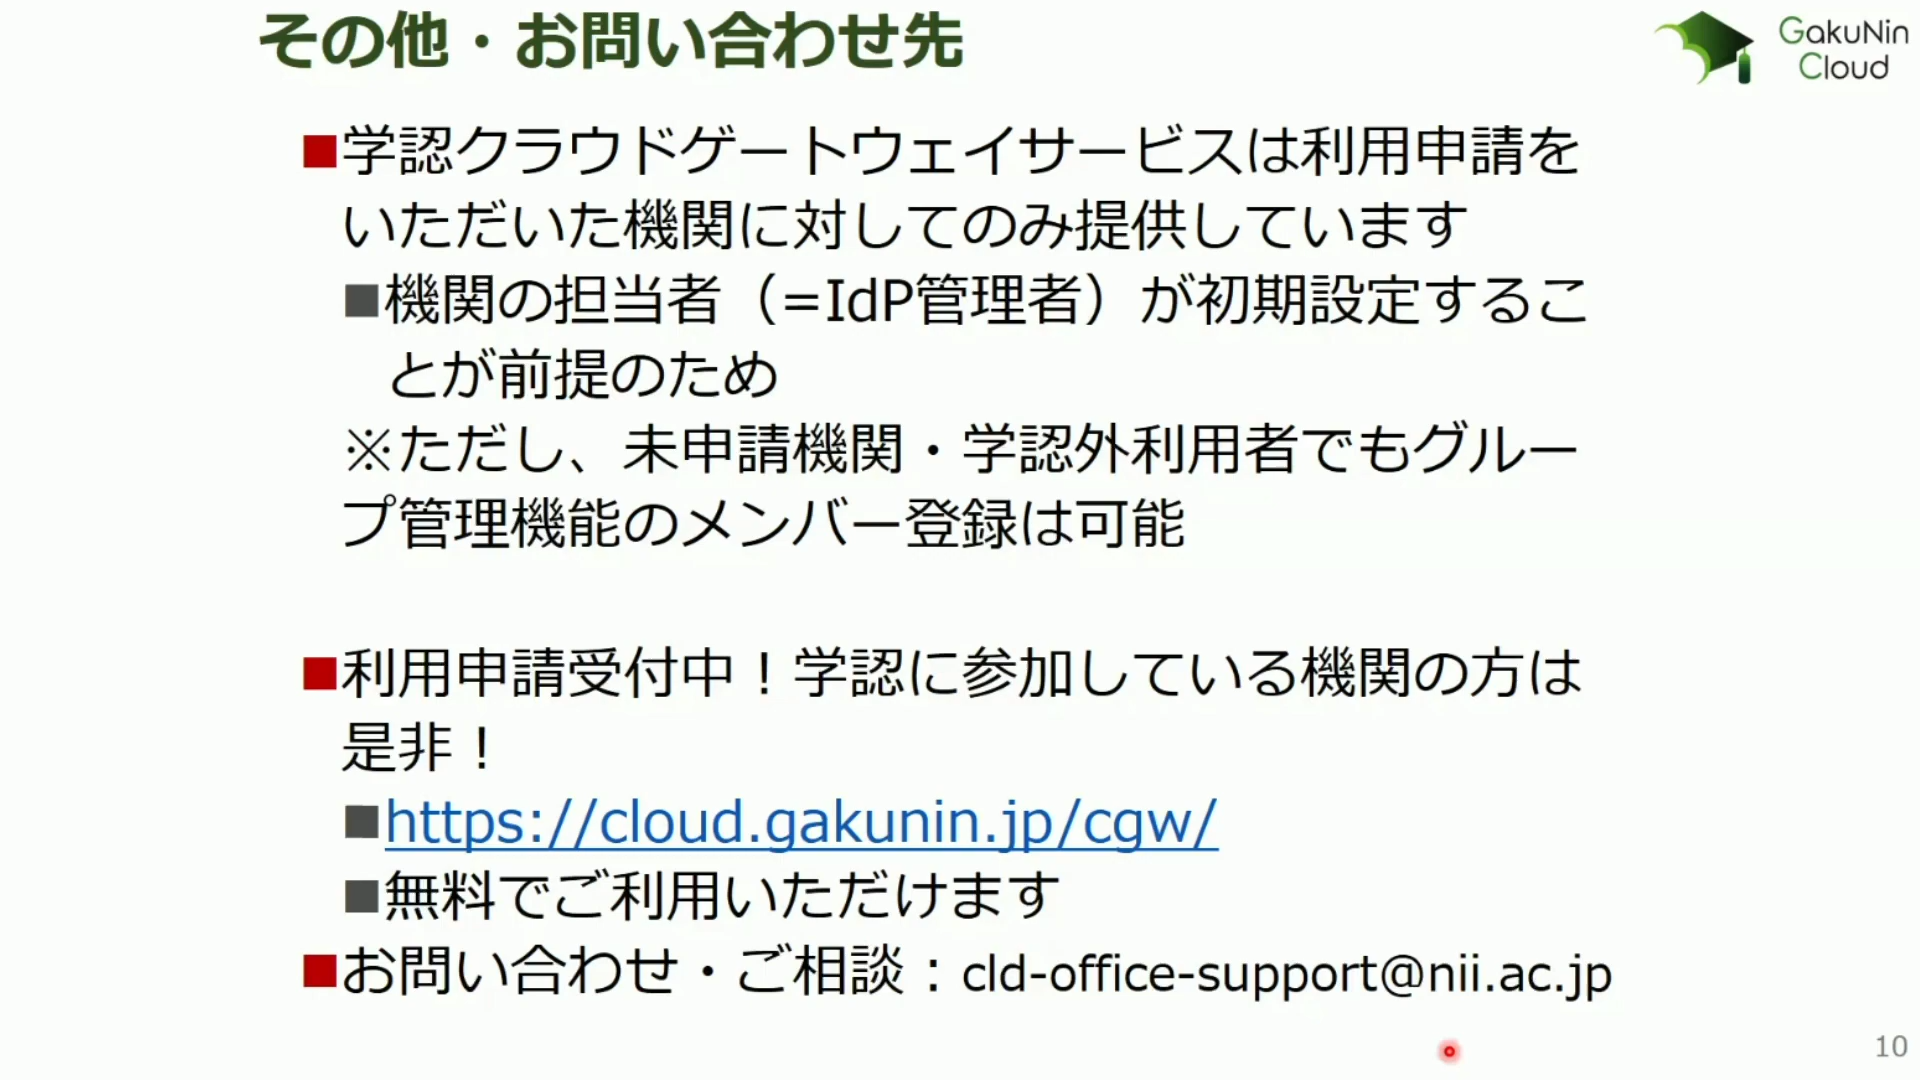 その他・お問い合わせ先
GakuNin
Cloud
■学認クラウドゲートウェイサービスは利用申請を
いただいた機関に対してのみ提供しています
■機関の担当者（=IdP管理者）が初期設定するこ
とが前提のため
※ただし、未申請機関・学認外利用者でもグルー
プ管理機能のメンバー登録は可能
■利用申請受付中！学認に参加している機関の方は
是非！
■https://cloud.gakunin.jp/cgw/
■無料でご利用いただけます
■お問い合わせ・ご相談：cld-office-support@nii.ac.jp
10